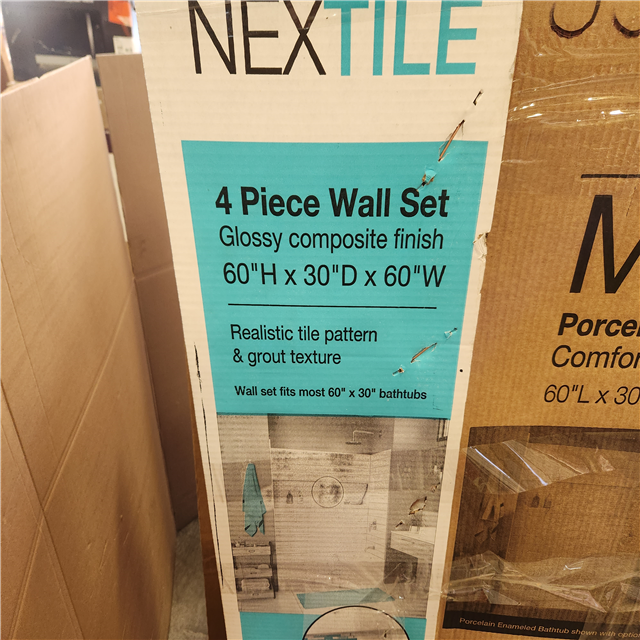 NEXTILE
4 Piece Wall Set
Glossy composite finish
60"H x 30"D x 60"W
Realistic tile pattern
& grout texture
Wall set fits most 60" x 30" bathtubs
M
Porcel
Comfor
60"L x 30
Porcelain Enameled Bathtub shown with